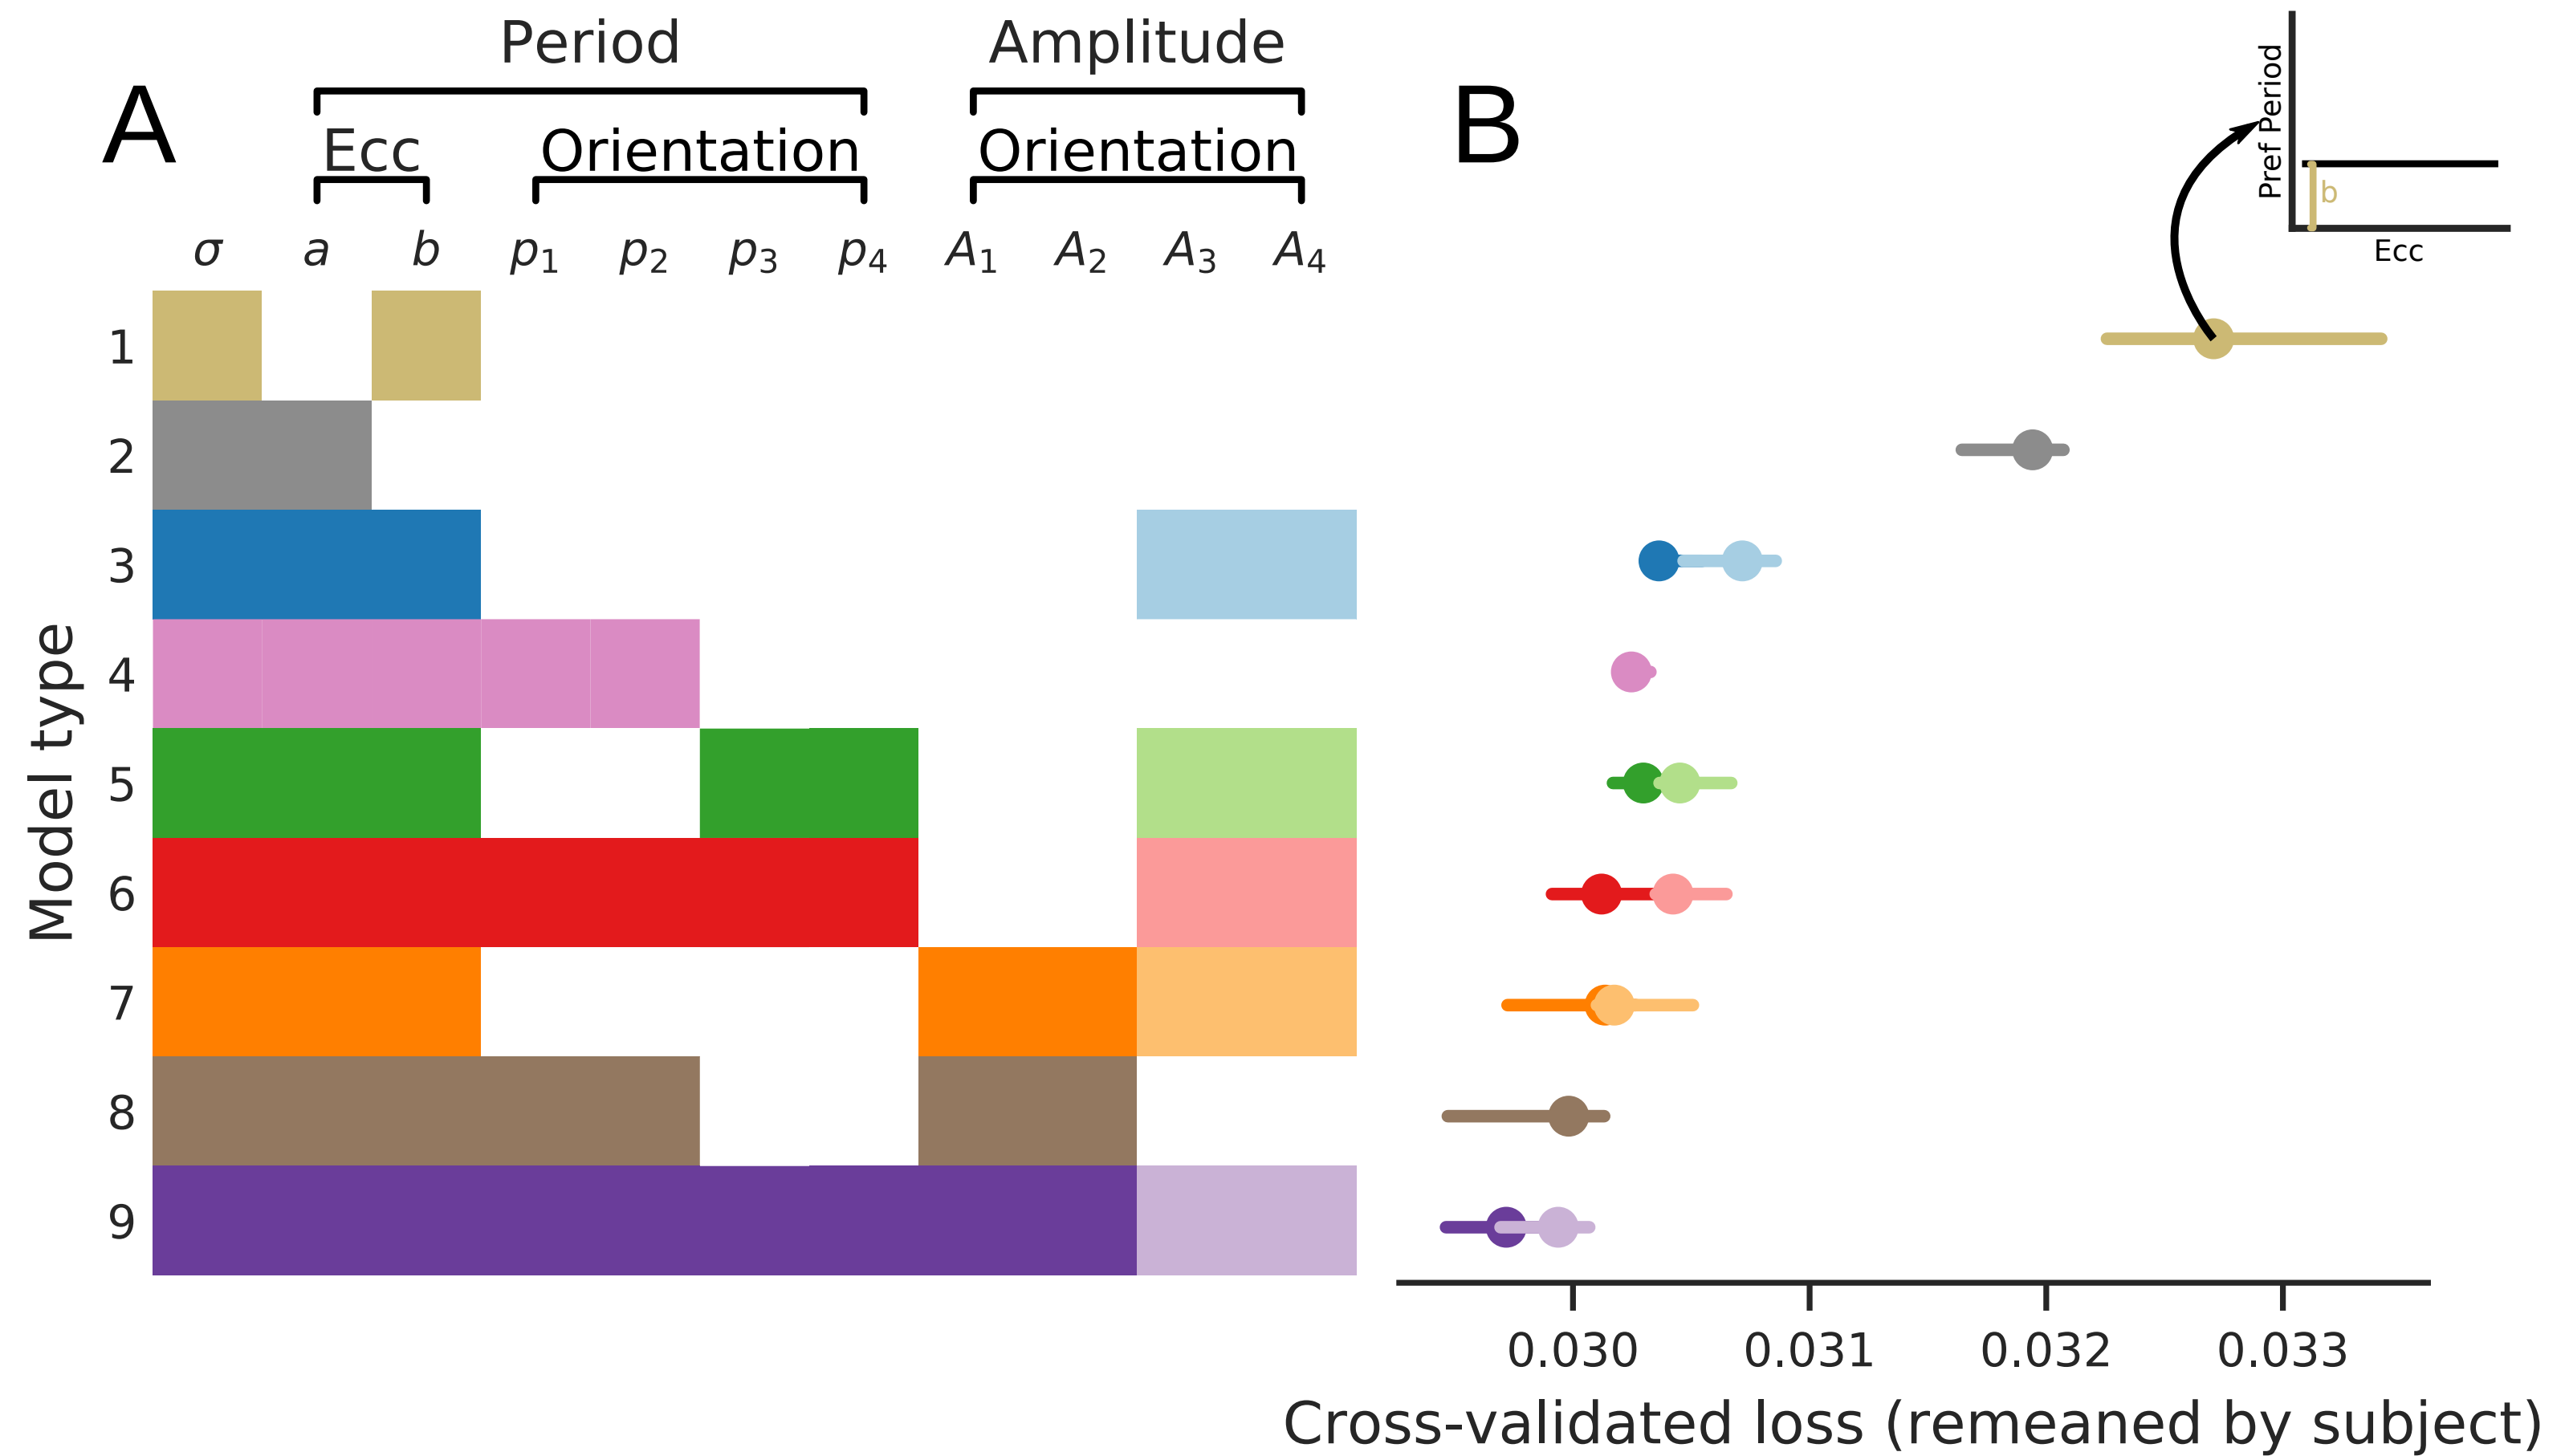 A
Period
Amplitude
Ecc
Orientation
Orientation
σ a b p1 p2 p3 p4 A1 A2 A3 A4
Model type
1
2
3
4
5
6
7
8
9
B
Pref Period
b
Ecc
0.030 0.031 0.032 0.033
Cross-validated loss (remeaned by subject)